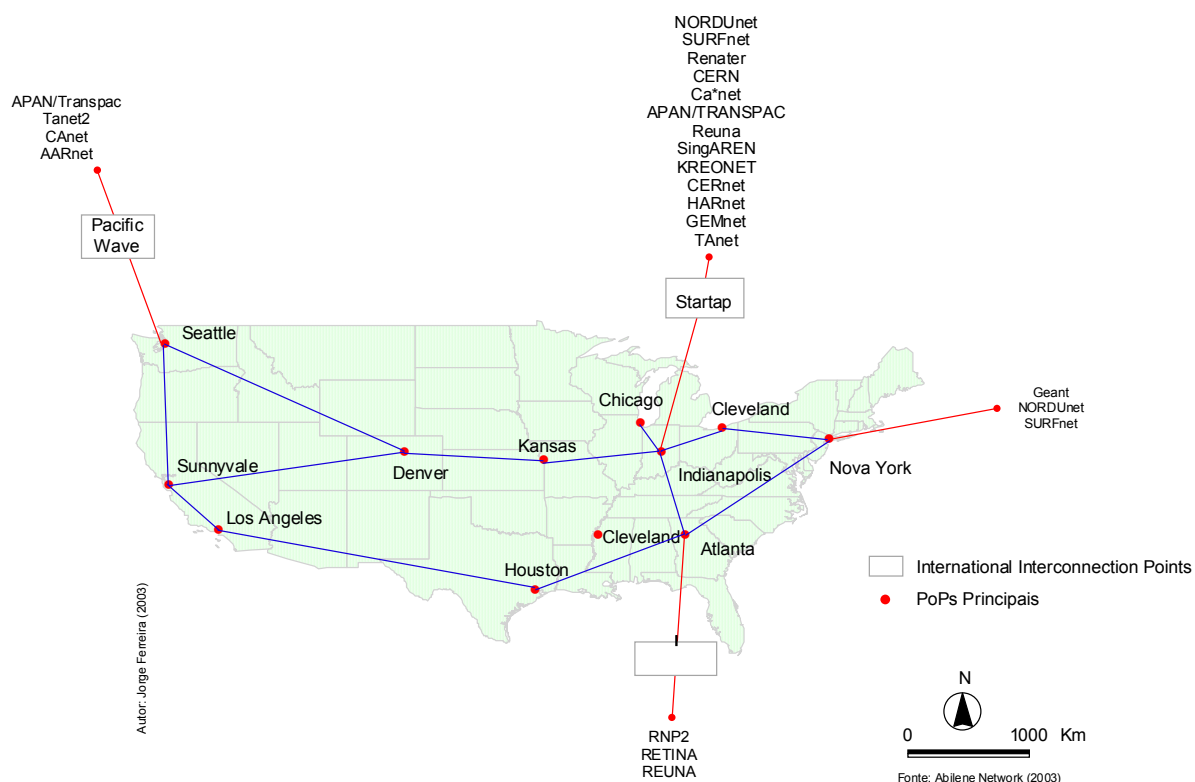 NORDUnet
SURFnet
Renater
CERN
Ca*net
APAN/TRANSPAC
Reuna
SingAREN
KREONET
CERnet
HARnet
GEMnet
TAnet
APAN/Transpac
Tanet2
CAnet
AARnet
Pacific
Wave
Startap
Seattle
Chicago
Cleveland
Geant
NORDUnet
SURFnet
Kansas
Sunnyvale
Denver
Indianapolis
Nova York
Los Angeles
Cleveland
Atlanta
Houston
International Interconnection Points
PoPs Principais
Autor: Jorge Ferreira (2003)
N
0 1000 Km
RNP2
RETINA
REUNA
Fonte: Abilene Network (2003)